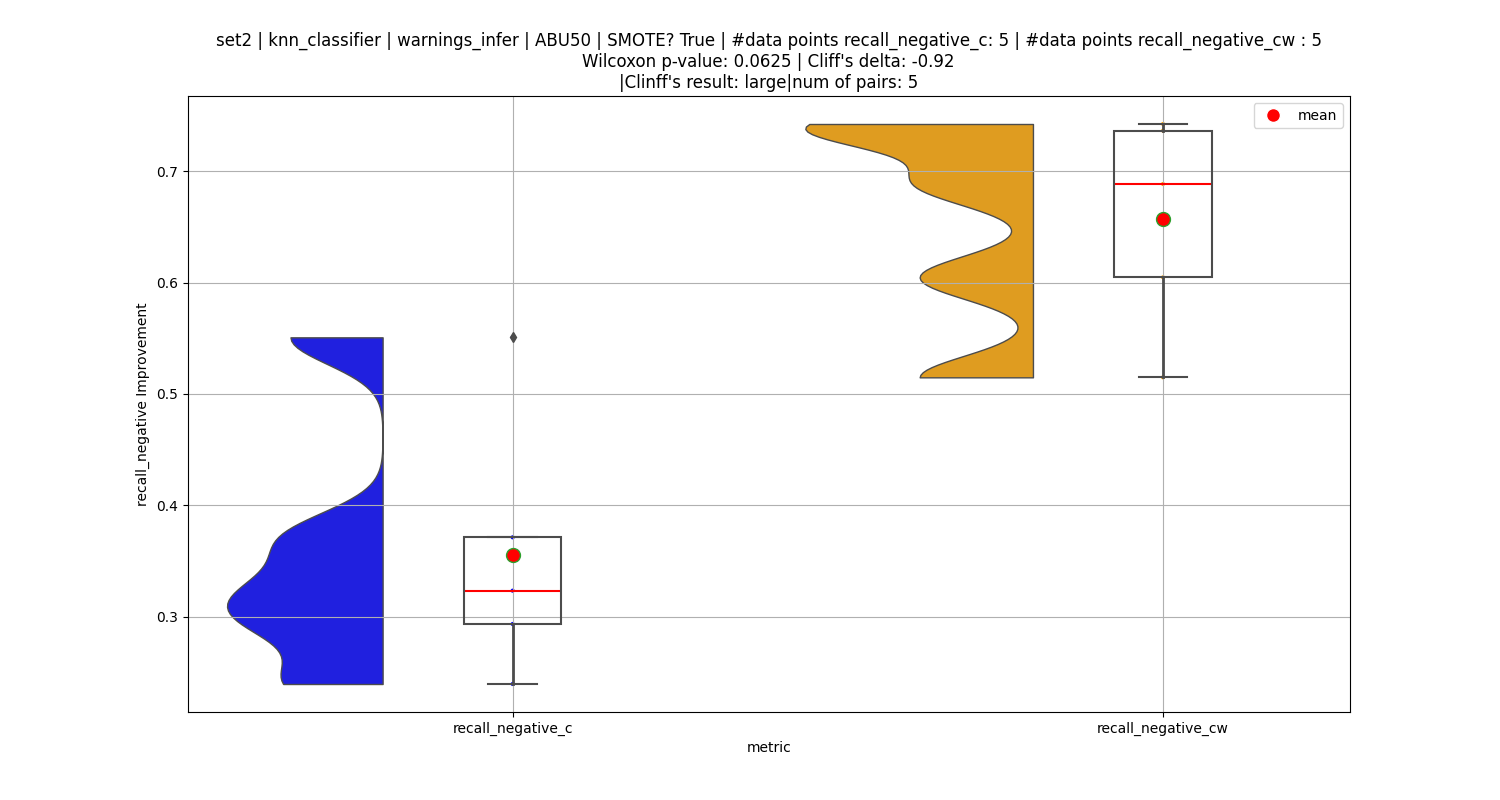 set2 | knn_classifier | warnings_infer | ABU50 | SMOTE? True | #data points recall_negative_c: 5 | #data points recall_negative_cw : 5
Wilcoxon p-value: 0.0625 | Cliff's delta: -0.92
|Clinff's result: large|num of pairs: 5
mean
0.7
0.6
0.5
0.4
0.3
recall_negative Improvement
recall_negative_c
recall_negative_cw
metric